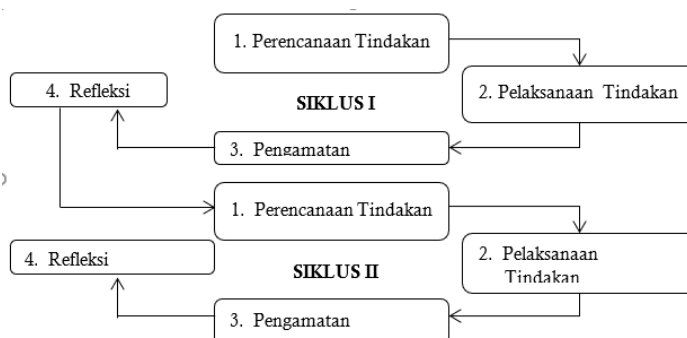 1. Perencanaan Tindakan
2. Pelaksanaan Tindakan
4. Refleksi
SIKLUS I
3. Pengamatan
1. Perencanaan Tindakan
2. Pelaksanaan
Tindakan
4. Refleksi
SIKLUS II
3. Pengamatan